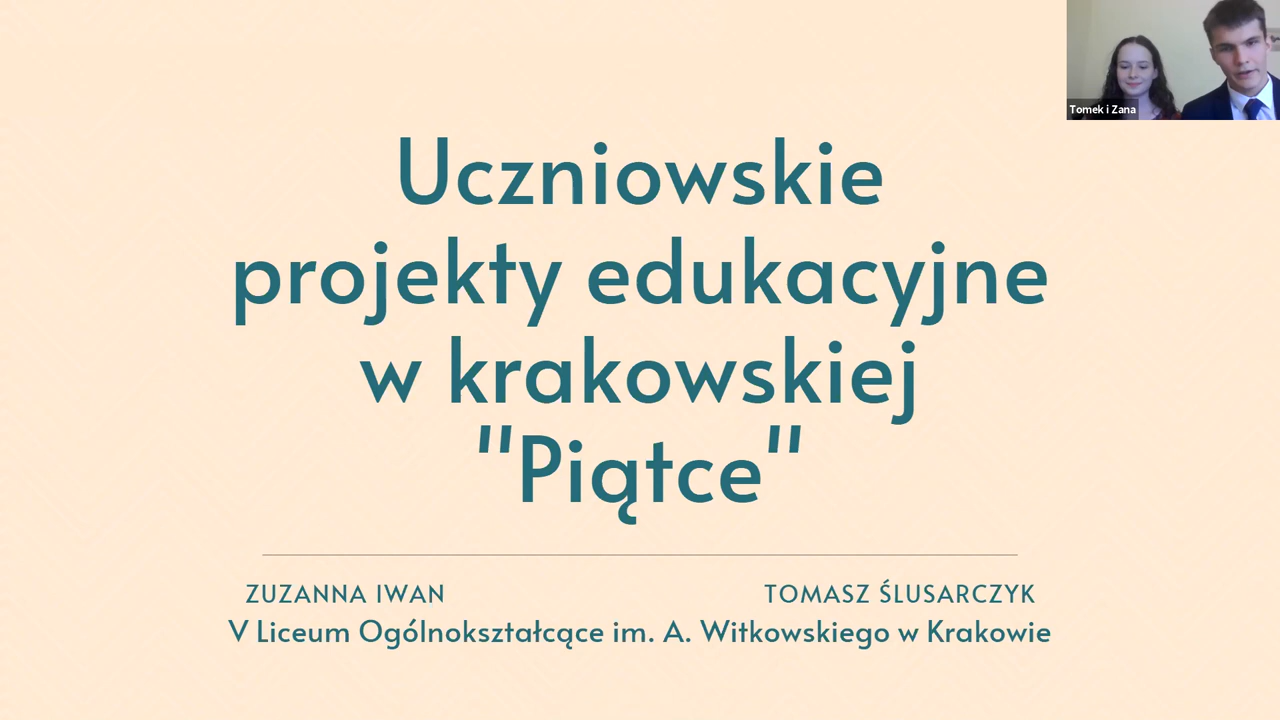 Tomek i Zana
Uczniowskie
projekty edukacyjne
w krakowskiej
"Piątce"
ZUZANNA IWAN
TOMASZ ŚLUSARCZYK
V Liceum Ogólnokształcące im. A. Witkowskiego w Krakowie